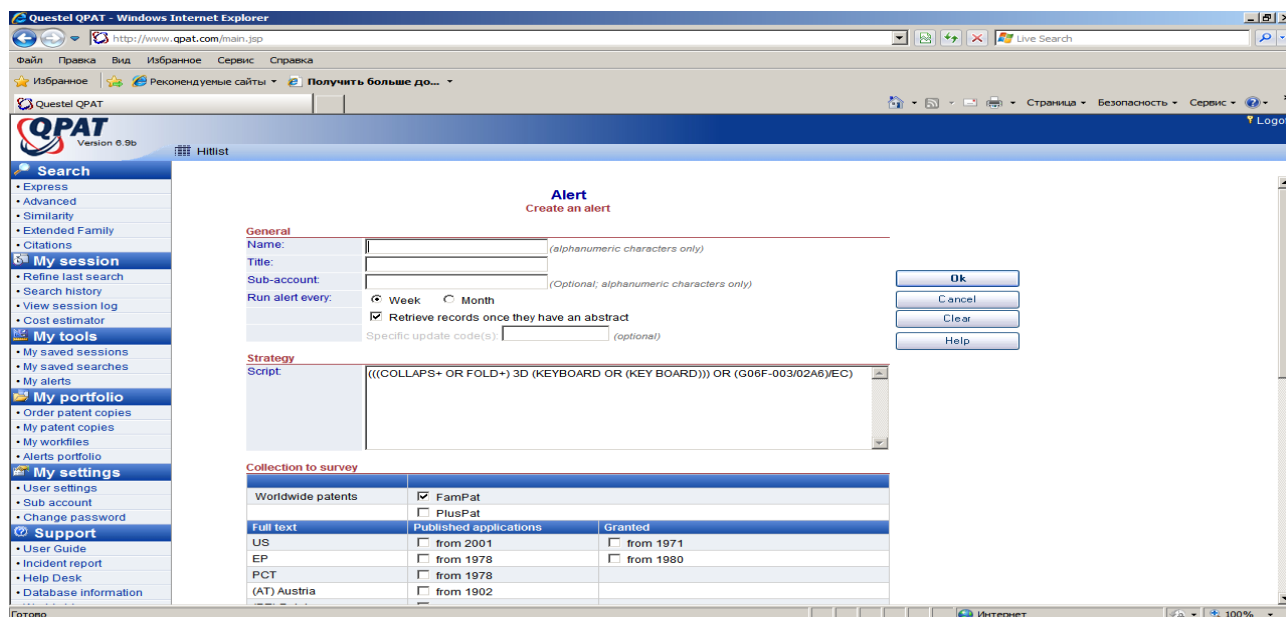 Questel QPAT - Windows Internet Explorer
http://www.qpat.com/main.jsp
Live Search
Файл Правка Вид Избранное Сервис Справка
Избранное Рекомендуемые сайты Получить больше до...
Questel QPAT
Страница Безопасность Сервис
QPAT
Version 6.9b
Logo
Hitlist
Search
• Express
• Advanced
• Similarity
• Extended Family
• Citations
My session
• Refine last search
• Search history
• View session log
• Cost estimator
My tools
• My saved sessions
• My saved searches
• My alerts
My portfolio
• Order patent copies
• My patent copies
• My workfiles
• Alerts portfolio
My settings
• User settings
• Sub account
• Change password
Support
• User Guide
• Incident report
• Help Desk
• Database information
Alert
Create an alert
General
Name: (alphanumeric characters only)
Title:
Sub-account: (Optional; alphanumeric characters only)
Run alert every: Week Month
Retrieve records once they have an abstract
Specific update code(s): (optional)
Ok
Cancel
Clear
Help
Strategy
Script: (((COLLAPS+ OR FOLD+) 3D (KEYBOARD OR (KEY BOARD))) OR (G06F-003/02A6)/EC)
Collection to survey
Worldwide patents FamPat
PlusPat
Full text Published applications Granted
US from 2001 from 1971
EP from 1978 from 1980
PCT from 1978
(AT) Austria from 1902
Готово Интернет 100%